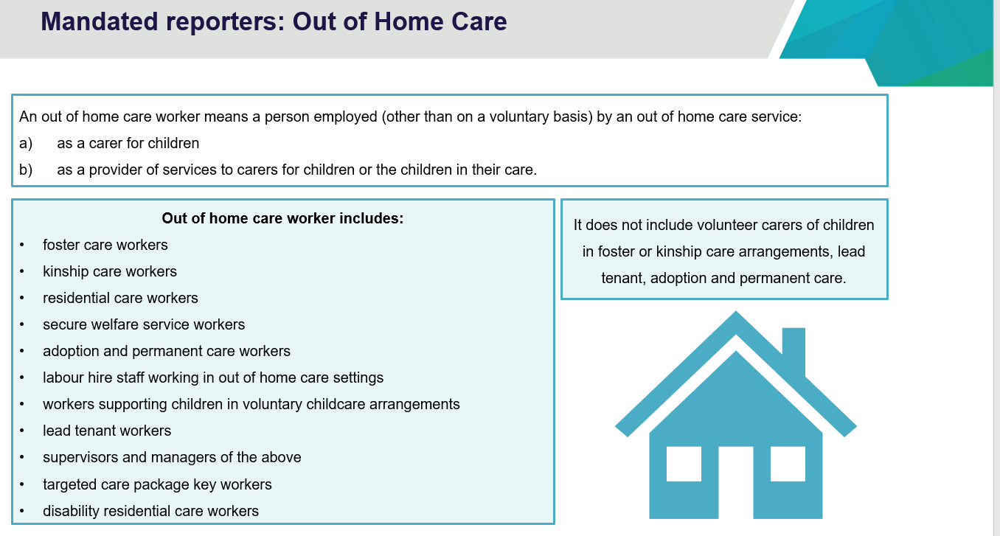 Mandated reporters: Out of Home Care
An out of home care worker means a person employed (other than on a voluntary basis) by an out of home care service:
a) as a carer for children
b) as a provider of services to carers for children or the children in their care.
Out of home care worker includes:
• foster care workers
• kinship care workers
• residential care workers
• secure welfare service workers
• adoption and permanent care workers
• labour hire staff working in out of home care settings
• workers supporting children in voluntary childcare arrangements
• lead tenant workers
• supervisors and managers of the above
• targeted care package key workers
• disability residential care workers
It does not include volunteer carers of children
in foster or kinship care arrangements, lead
tenant, adoption and permanent care.